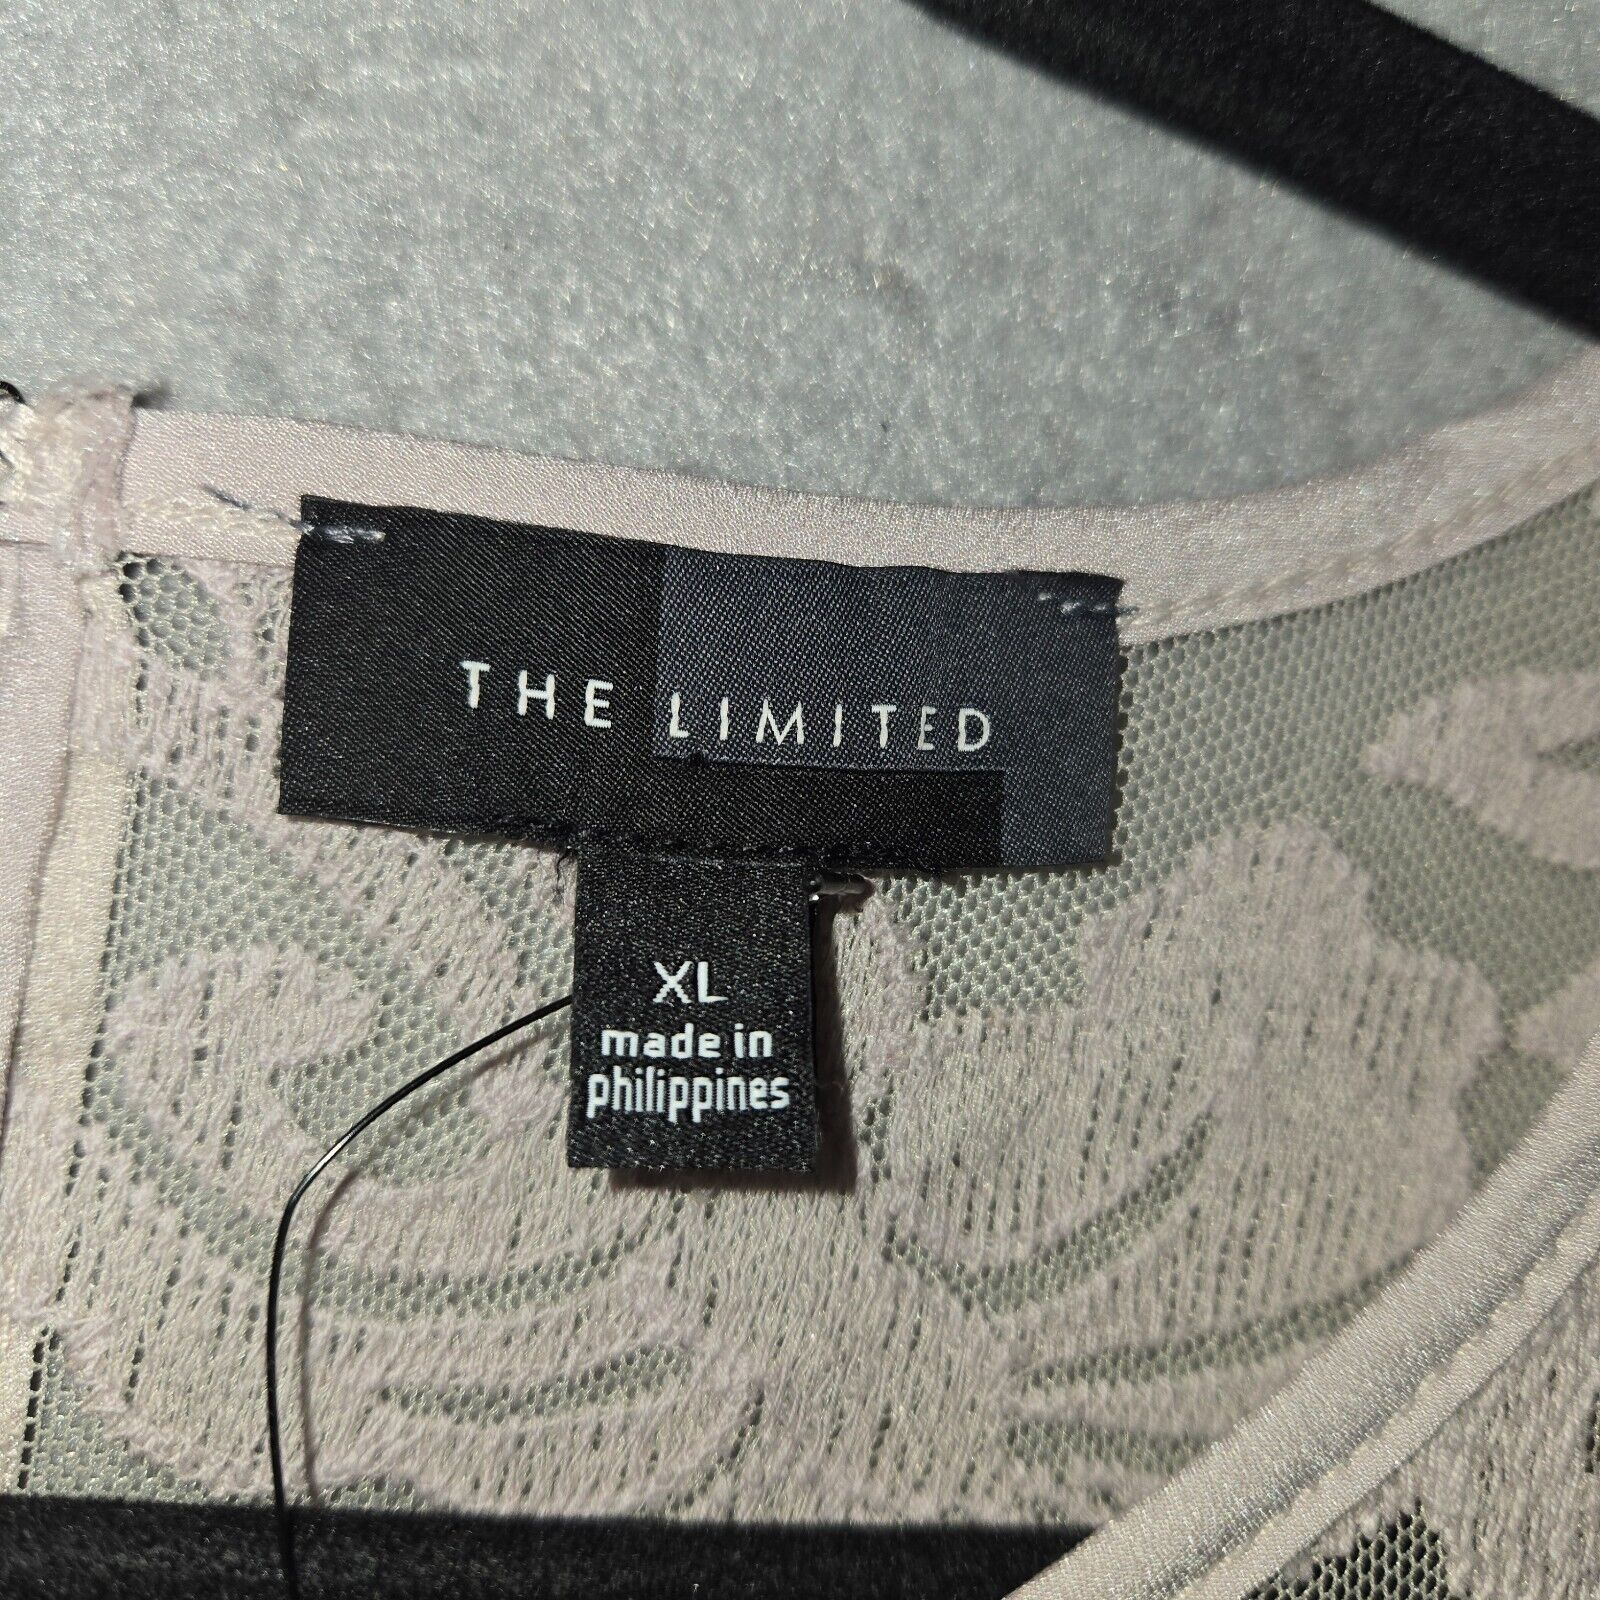 THE LIMITED
XL
made in
philippines